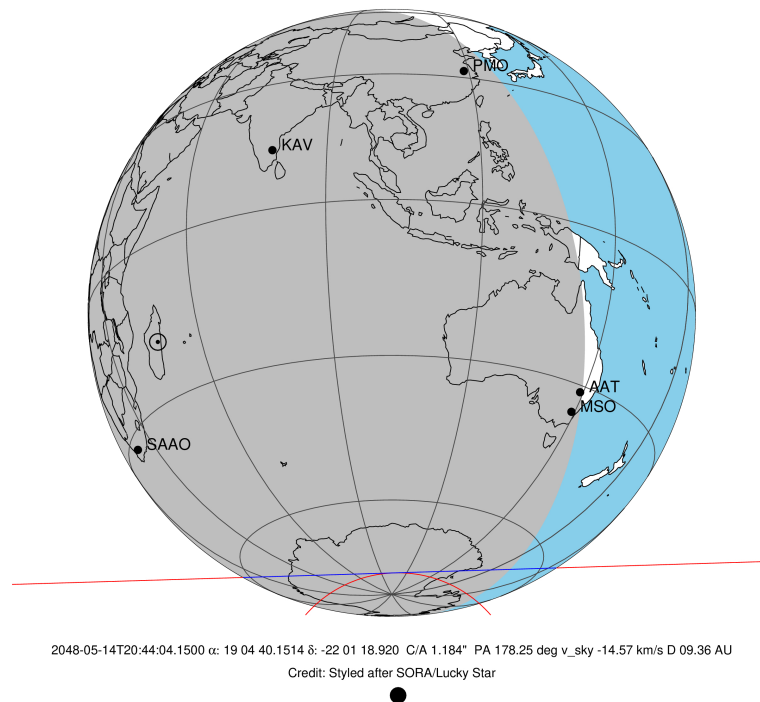 PMO
KAV
AAT
MSO
SAAO
2048-05-14T20:44:04.1500 α: 19 04 40.1514 δ: -22 01 18.920 C/A 1.184" PA 178.25 deg v_sky -14.57 km/s D 09.36 AU
Credit: Styled after SORA/Lucky Star